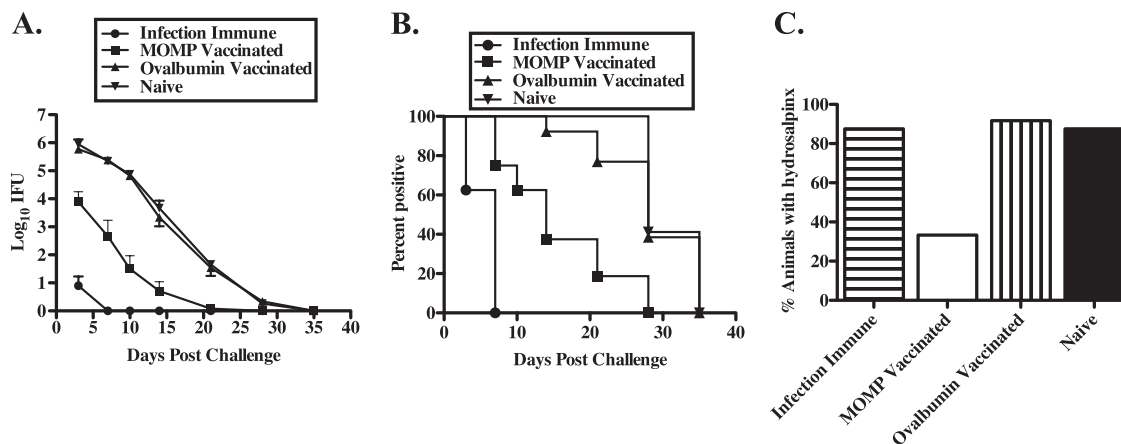 A.
Infection Immune
MOMP Vaccinated
Ovalbumin Vaccinated
Naive
7
6
5
4
3
2
1
0
Log10 IFU
0 5 10 15 20 25 30 35 40
Days Post Challenge
B.
Infection Immune
MOMP Vaccinated
Ovalbumin Vaccinated
Naive
100
80
60
40
20
0
Percent positive
0 10 20 30 40
Days Post Challenge
C.
100
80
60
40
20
0
% Animals with hydrosalpinx
Infection Immune
MOMP Vaccinated
Ovalbumin Vaccinated
Naive